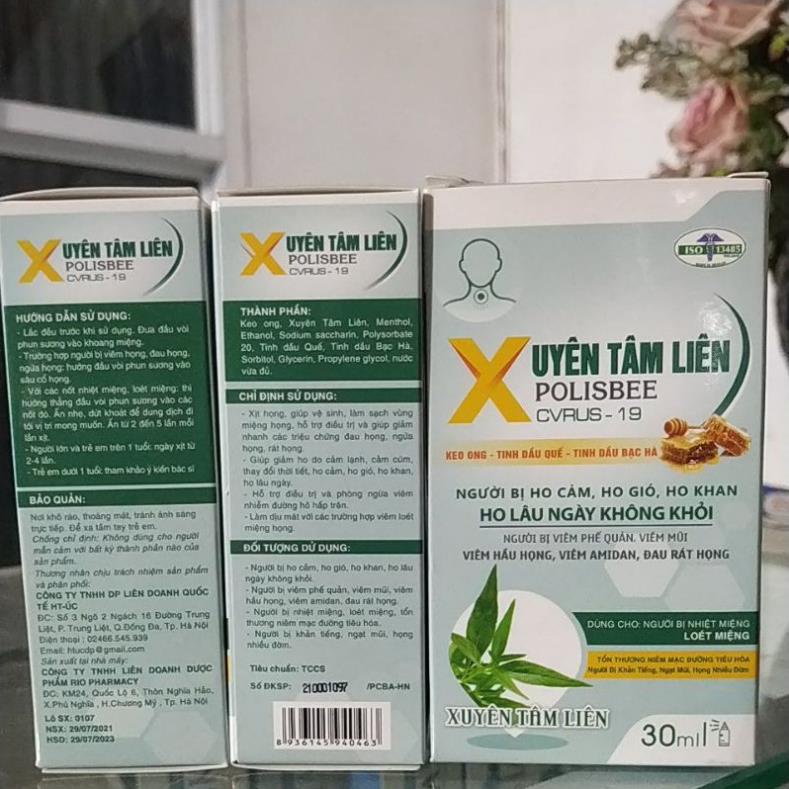 XUYÊN TÂM LIÊN
POLISBEE
CVRUS - 19
HƯỚNG DẪN SỬ DỤNG:
- Lắc đều trước khi sử dụng. Đưa đầu vòi
phun sương vào khoang miệng.
- Trường hợp người bị viêm họng, đau họng,
ngứa họng: hướng đầu vòi phun sương vào
sâu cổ họng.
- Với các nốt nhiệt miệng, loét miệng: thì
hướng thẳng đầu vòi phun sương vào các
nốt đó. Ấn nhẹ, dứt khoát để dung dịch đi
tới vị trí mong muốn. Ấn từ 2 đến 5 lần mỗi
lần xịt.
- Người lớn và trẻ em trên 1 tuổi: ngày xịt từ
2-4 lần.
- Trẻ em dưới 1 tuổi: tham khảo ý kiến bác sĩ
BẢO QUẢN:
Nơi khô ráo, thoáng mát, tránh ánh sáng
trực tiếp. Để xa tầm tay trẻ em.
Chống chỉ định: Không dùng cho người
mẫn cảm với bất kỳ thành phần nào của
sản phẩm.
Thương nhân chịu trách nhiệm sản phẩm
và phân phối:
CÔNG TY TNHH DP LIÊN DOANH QUỐC
TẾ HT-ÚC
ĐC: Số 3 Ngõ 2 Ngách 16 Đường Trung
Liệt, P. Trung Liệt, Q.Đống Đa, Tp. Hà Nội
Điện thoại : 02466.545.939
Email: htucdp@gmail.com
Sản xuất tại nhà máy:
CÔNG TY TNHH LIÊN DOANH DƯỢC
PHẨM RIO PHARMACY
ĐC: KM24, Quốc Lộ 6, Thôn Nghĩa Hảo,
X.Phú Nghĩa , H.Chương Mỹ , Tp. Hà Nội
Lô SX: 0107
NSX: 29/07/2021
HSD: 29/07/2023
XUYÊN TÂM LIÊN
POLISBEE
CVRUS - 19
THÀNH PHẦN:
Keo ong, Xuyên Tâm Liên, Menthol,
Ethanol, Sodium saccharin, Polysorbate
20, Tinh dầu Quế, Tinh dầu Bạc Hà,
Sorbitol, Glycerin, Propylene glycol, nước
vừa đủ.
CHỈ ĐỊNH SỬ DỤNG:
- Xịt họng, giúp vệ sinh, làm sạch vùng
miệng họng, hỗ trợ điều trị và giúp giảm
nhanh các triệu chứng đau họng, ngứa
họng, rát họng.
- Giúp giảm ho do cảm lạnh, cảm cúm,
thay đổi thời tiết, ho cảm, ho gió, ho khan,
ho lâu ngày.
- Hỗ trợ điều trị và phòng ngừa viêm
nhiễm đường hô hấp trên.
- Làm dịu mát với các trường hợp viêm loét
miệng họng.
ĐỐI TƯỢNG DỬ DỤNG:
- Người bị ho cảm, ho gió, ho khan, ho lâu
ngày không khỏi.
- Người bị viêm phế quản, viêm mũi, viêm
hầu họng, viêm amidan, đau rát họng.
- Người bị nhiệt miệng, loét miệng, tổn
thương niêm mạc đường tiêu hóa.
- Người bị khản tiếng, ngạt mũi, họng
nhiều đờm.
Tiêu chuẩn: TCCS
Số ĐKSP: 210001097 /PCBA-HN
8 936145 940463
ISO 13485
XUYÊN TÂM LIÊN
POLISBEE
CVRUS - 19
KEO ONG - TINH DẦU QUẾ - TINH DẦU BẠC HÀ
NGƯỜI BỊ HO CẢM, HO GIÓ, HO KHAN
HO LÂU NGÀY KHÔNG KHỎI
NGƯỜI BỊ VIÊM PHẾ QUẢN, VIÊM MŨI
VIÊM HẦU HỌNG, VIÊM AMIDAN, ĐAU RÁT HỌNG
DÙNG CHO: NGƯỜI BỊ NHIỆT MIỆNG
LOÉT MIỆNG
TỔN THƯƠNG NIÊM MẠC ĐƯỜNG TIÊU HÓA
Người Bị Khản Tiếng, Ngạt Mũi, Họng Nhiều Đờm
XUYÊN TÂM LIÊN
30ml